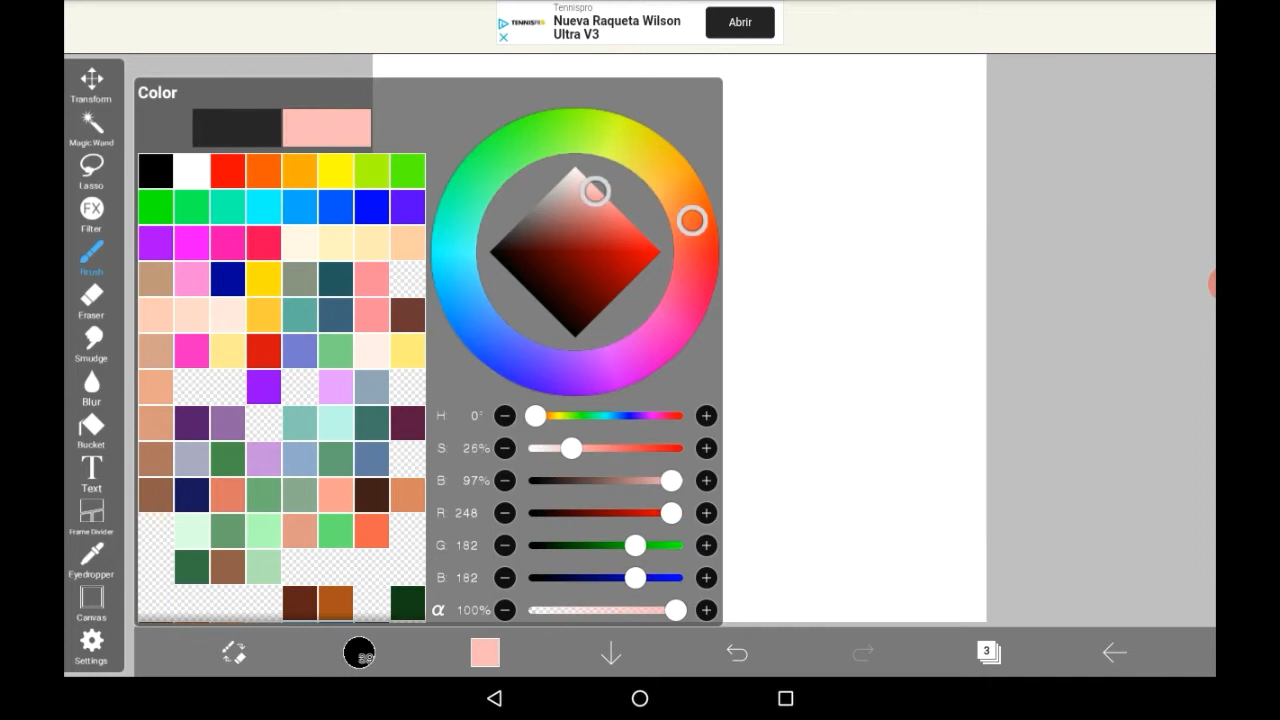 Tennispro
TENNISPRO
Nueva Raqueta Wilson
Ultra V3
Abrir
Color
Transform
Magic Wand
Lasso
FX
Filter
Brush
Eraser
Smudge
Blur
Bucket
T
Text
Frame Divider
Eyedropper
Canvas
Settings
H: 0°
S: 26%
B: 97%
R 248
G 182
B 182
α 100%
3